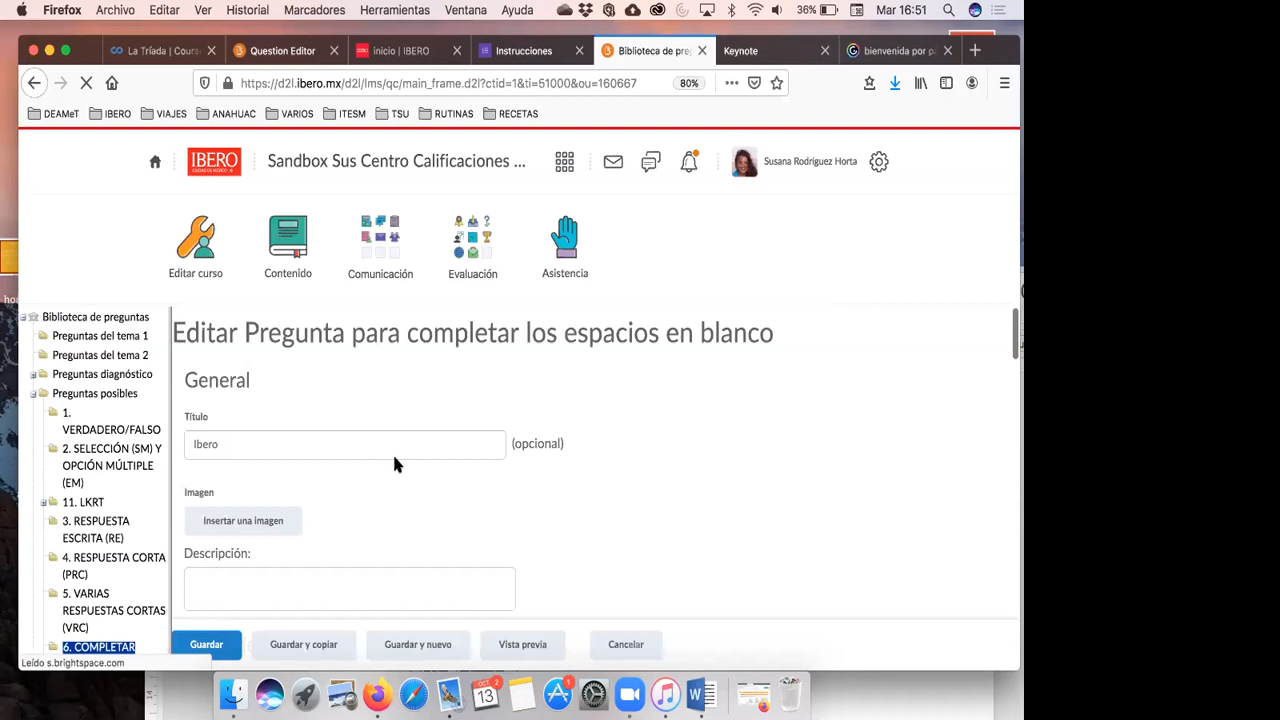 Firefox Archivo Editar Ver Historial Marcadores Herramientas Ventana Ayuda 36% Mar 16:51
La Tríada | Cours
Question Editor
inicio | IBERO
Instrucciones
Biblioteca de preg
Keynote
bienvenida por p
https://d2l.ibero.mx/d2l/lms/qc/main_frame.d2l?ctid=1&ti=51000&ou=160667 80%
DEAMeT IBERO VIAJES ANAHUAC VARIOS ITESM TSU RUTINAS RECETAS
IBERO
Sandbox Sus Centro Calificaciones ...
Susana Rodriguez Horta
Editar curso
Contenido
Comunicación
Evaluación
Asistencia
Biblioteca de preguntas
Preguntas del tema 1
Preguntas del tema 2
Preguntas diagnóstico
Preguntas posibles
1.
VERDADERO/FALSO
2. SELECCIÓN (SM) Y
OPCIÓN MÚLTIPLE
(EM)
11. LKRT
3. RESPUESTA
ESCRITA (RE)
4. RESPUESTA CORTA
(PRC)
5. VARIAS
RESPUESTAS CORTAS
(VRC)
6. COMPLETAR
Leído s.brightspace.com
Editar Pregunta para completar los espacios en blanco
General
Título
Ibero
(opcional)
Imagen
Insertar una imagen
Descripción:
Guardar
Guardar y copiar
Guardar y nuevo
Vista previa
Cancelar
OCT 2
13
1